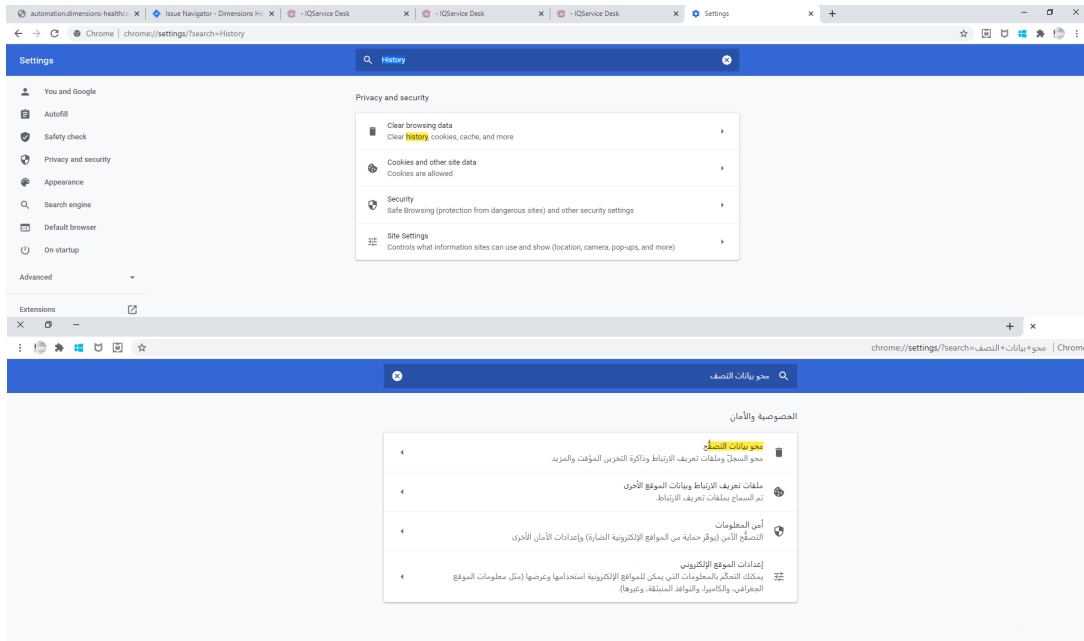 automation.dimensions-healthca
Issue Navigator - Dimensions He
- IQService Desk
- IQService Desk
- IQService Desk
Settings
Chrome | chrome://settings/?search=History
Settings
History
You and Google
Autofill
Safety check
Privacy and security
Appearance
Search engine
Default browser
On startup
Advanced
Extensions
Privacy and security
Clear browsing data
Clear history, cookies, cache, and more
Cookies and other site data
Cookies are allowed
Security
Safe Browsing (protection from dangerous sites) and other security settings
Site Settings
Controls what information sites can use and show (location, camera, pop-ups, and more)
Chrome | chrome://settings/?search=محو+بيانات+التصف
محو بيانات التصف
الخصوصية والأمان
محو بيانات التصفُّح
محو السجلّ وملفات تعريف الارتباط وذاكرة التخزين المؤقت والمزيد
ملفات تعريف الارتباط وبيانات الموقع الأخرى
تم السماح بملفات تعريف الارتباط.
أمن المعلومات
التصفُّح الآمن (يوفّر حماية من المواقع الإلكترونية الضارة) وإعدادات الأمان الأخرى
إعدادات الموقع الإلكتروني
يمكنك التحكّم بالمعلومات التي يمكن للمواقع الإلكترونية استخدامها وعرضها (مثل معلومات الموقع
الجغرافي، والكاميرا، والنوافذ المنبثقة، وغيرها).